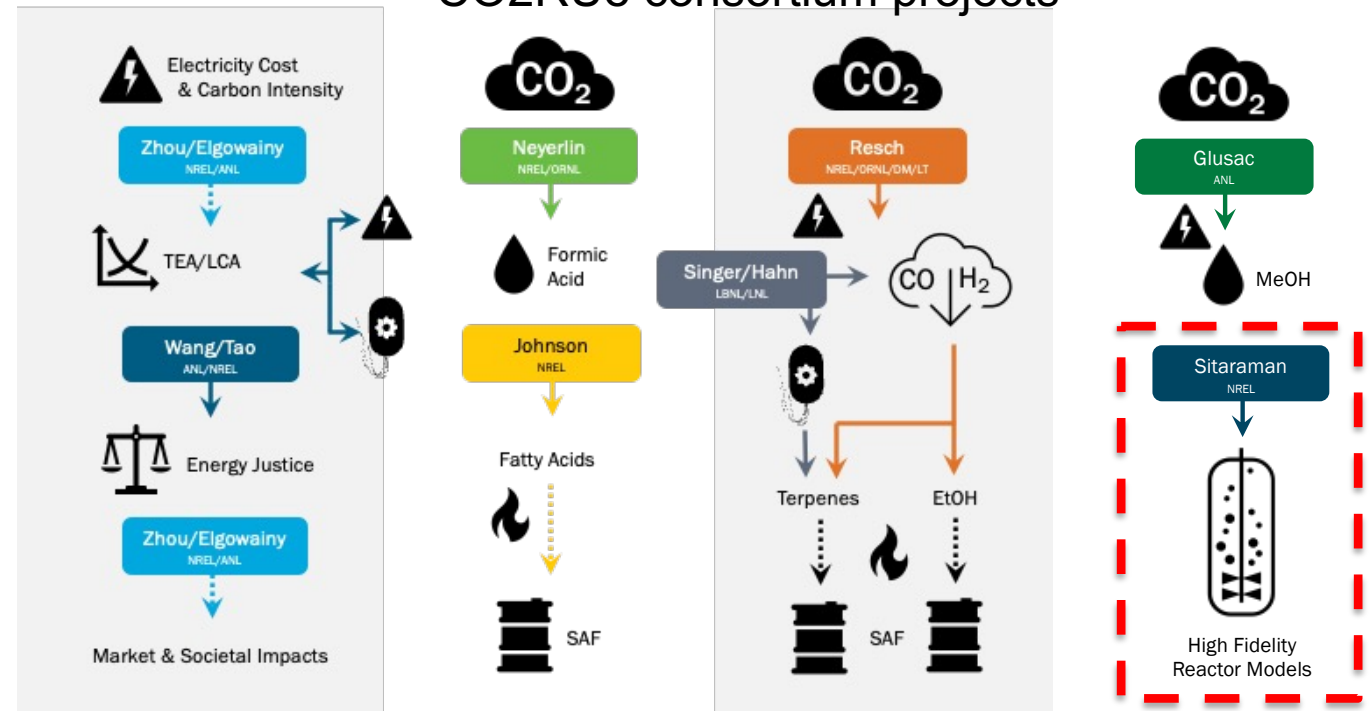 CO2RUe consortium projects
Electricity Cost
& Carbon Intensity
Zhou/Elgowainy
NREL/ANL
TEA/LCA
Wang/Tao
ANL/NREL
Energy Justice
Zhou/Elgowainy
NREL/ANL
Market & Societal Impacts
CO₂
Neyerlin
NREL/ORNL
Formic
Acid
Johnson
NREL
Fatty Acids
SAF
CO₂
Resch
NREL/ORNL/DM/LT
Singer/Hahn
LBNL/LNL
CO H₂
Terpenes
EtOH
SAF
CO₂
Glusac
ANL
MeOH
Sitaraman
NREL
High Fidelity
Reactor Models